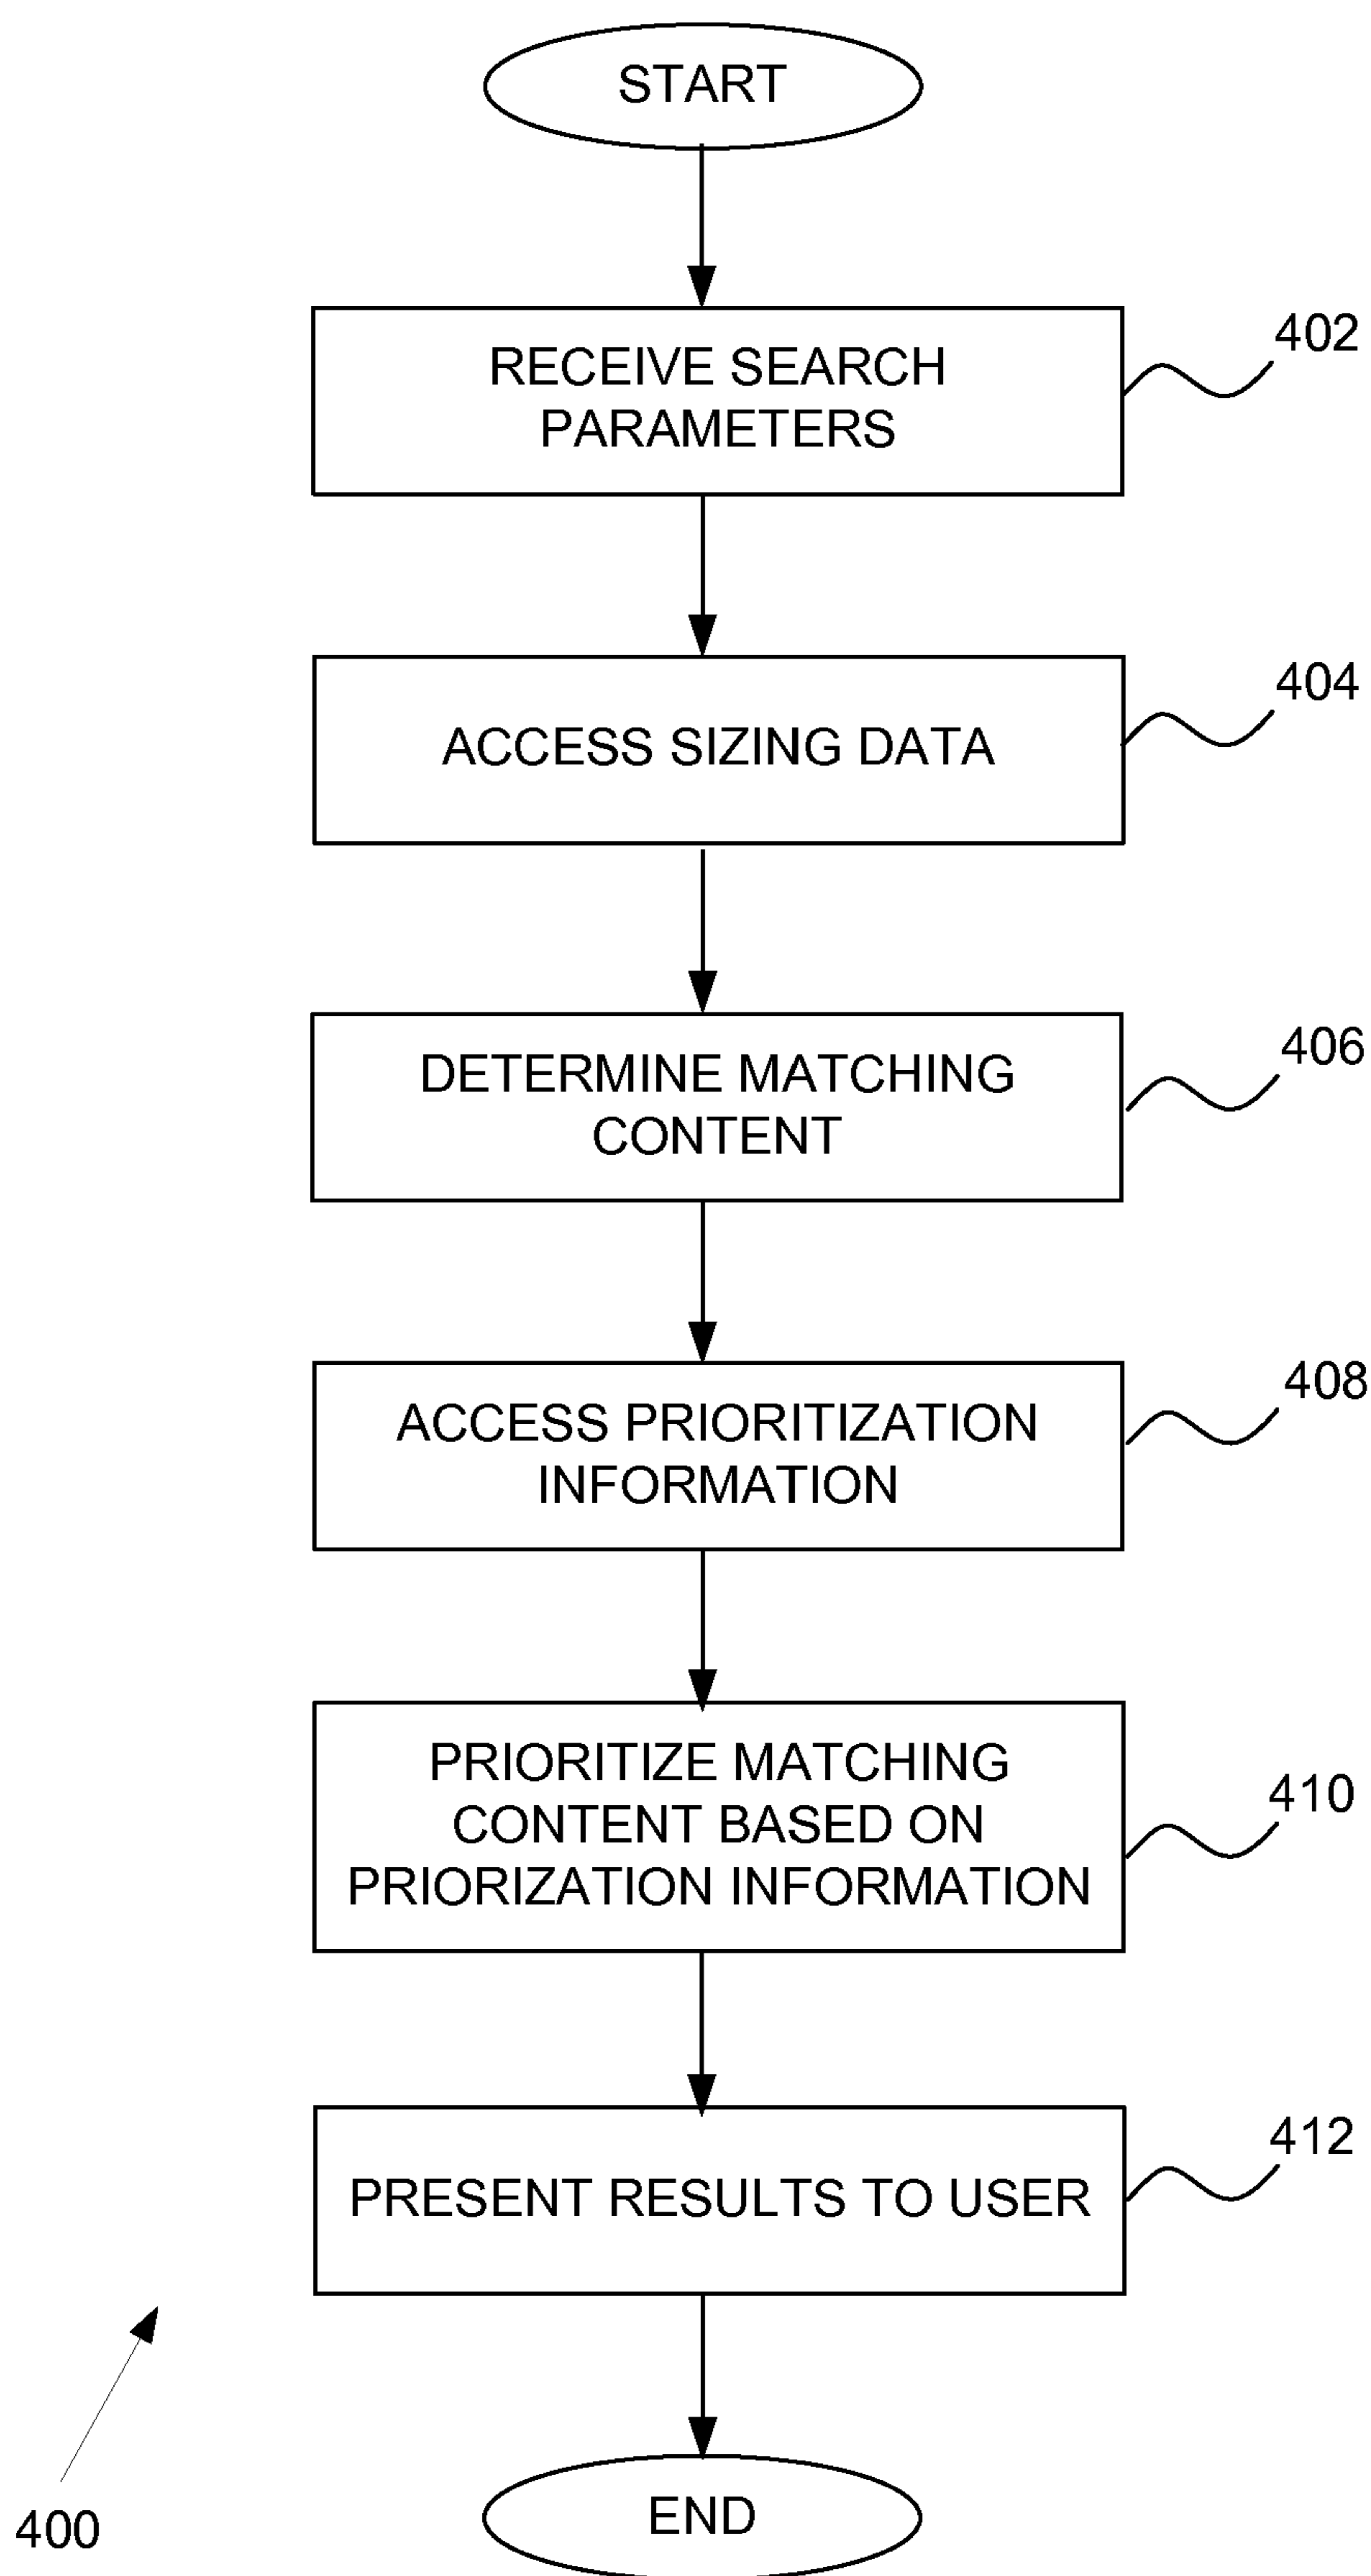 START
RECEIVE SEARCH
PARAMETERS
402
ACCESS SIZING DATA
404
DETERMINE MATCHING
CONTENT
406
ACCESS PRIORITIZATION
INFORMATION
408
PRIORITIZE MATCHING
CONTENT BASED ON
PRIORIZATION INFORMATION
410
PRESENT RESULTS TO USER
412
END
400